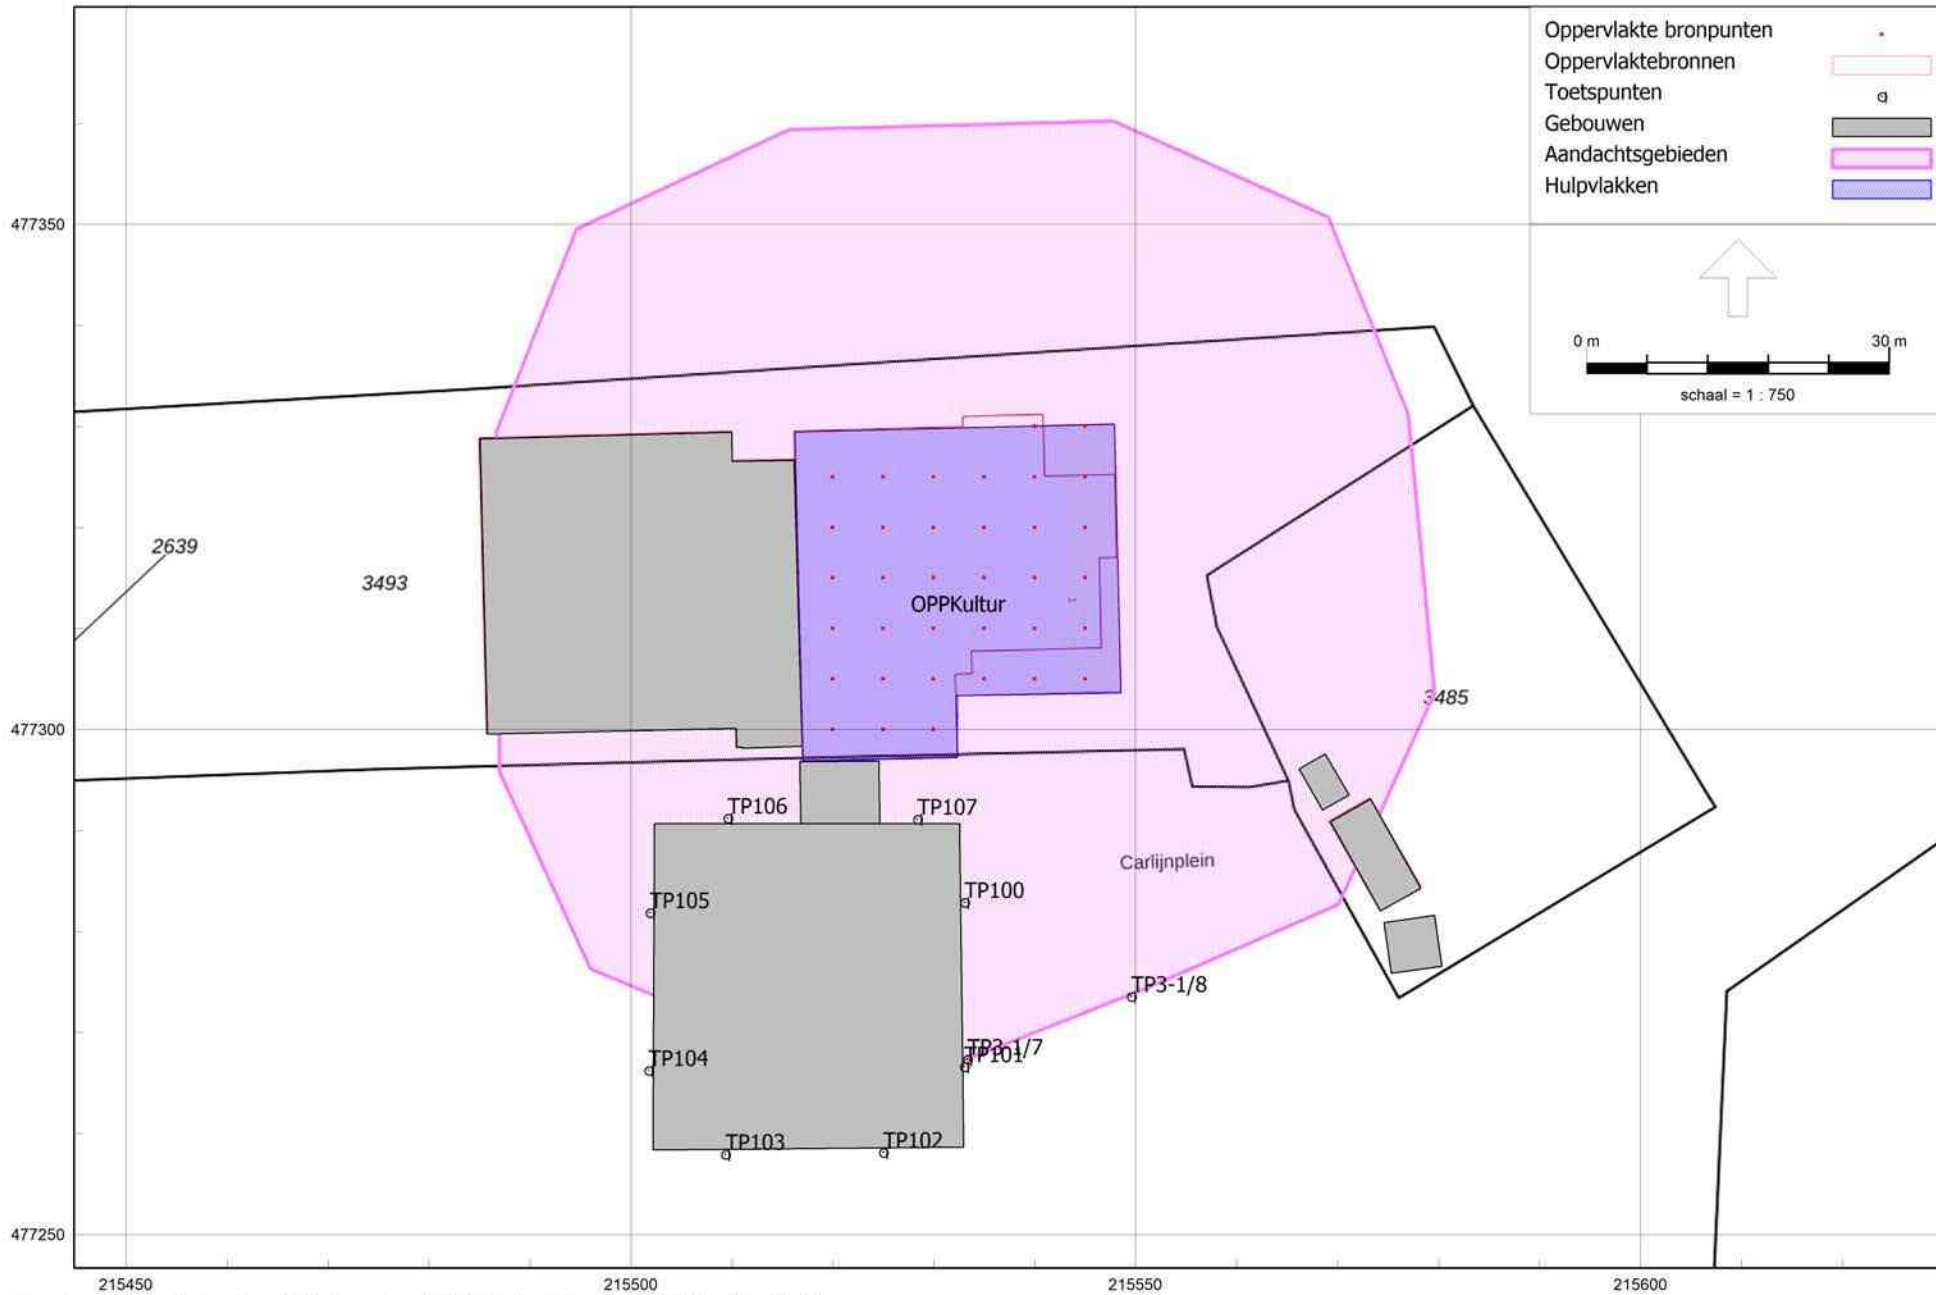 Oppervlakte bronpunten
Oppervlaktebronnen
Toetspunten
Gebouwen
Aandachtsgebieden
Hulpvlakken
0 m 30 m
schaal = 1 : 750
477350
2639
3493
OPPKultur
3485
477300
TP106
TP107
Carlijnplein
TP105
TP100
TP3-1/8
TP3-1/7
TP101
TP104
TP103
TP102
477250
215450 215500 215550 215600